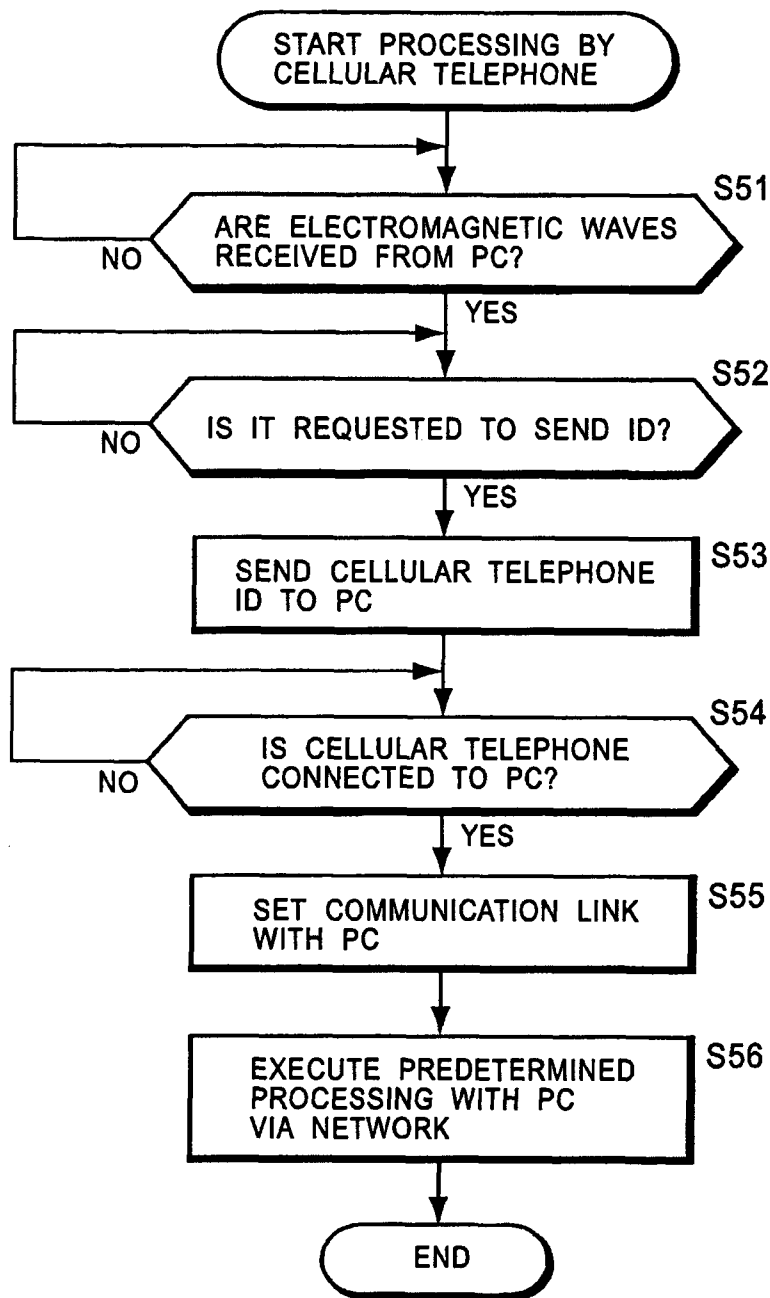 START PROCESSING BY
CELLULAR TELEPHONE
S51
ARE ELECTROMAGNETIC WAVES
RECEIVED FROM PC?
NO
YES
S52
IS IT REQUESTED TO SEND ID?
NO
YES
S53
SEND CELLULAR TELEPHONE
ID TO PC
S54
IS CELLULAR TELEPHONE
CONNECTED TO PC?
NO
YES
S55
SET COMMUNICATION LINK
WITH PC
S56
EXECUTE PREDETERMINED
PROCESSING WITH PC
VIA NETWORK
END